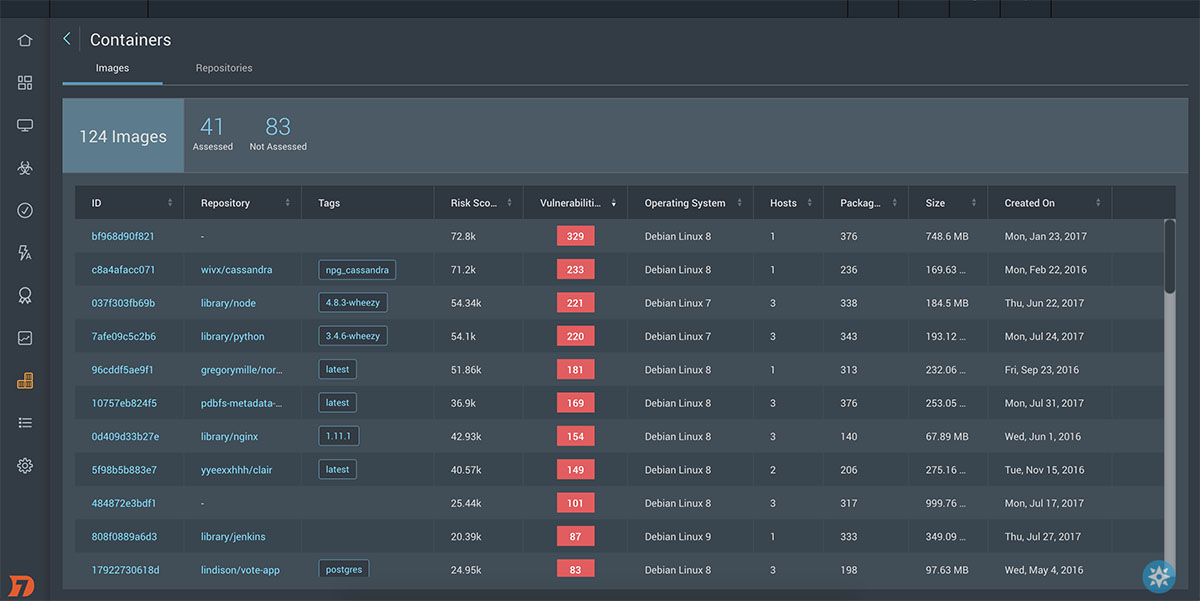 Containers
Images Repositories
124 Images
41 83
Assessed Not Assessed
ID Repository Tags Risk Sco... Vulnerabiliti... Operating System Hosts Packag... Size Created On
bf968d90f821 - 72.8k 329 Debian Linux 8 1 376 748.6 MB Mon, Jan 23, 2017
c8a4afacc071 wivx/cassandra npg_cassandra 71.2k 233 Debian Linux 8 1 236 169.63 ... Mon, Feb 22, 2016
037f303fb69b library/node 4.8.3-wheezy 54.34k 221 Debian Linux 7 3 338 184.5 MB Thu, Jun 22, 2017
7afe09c5c2b6 library/python 3.4.6-wheezy 54.1k 220 Debian Linux 7 3 343 193.12 ... Mon, Jul 24, 2017
96cddf5ae9f1 gregorymille/nor... latest 51.86k 181 Debian Linux 8 1 313 232.06 ... Fri, Sep 23, 2016
10757eb824f5 pdbfs-metadata-... latest 36.9k 169 Debian Linux 8 3 376 253.05 ... Mon, Jul 31, 2017
0d409d33b27e library/nginx 1.11.1 42.93k 154 Debian Linux 8 3 140 67.89 MB Wed, Jun 1, 2016
5f98b5b883e7 yyeexxhhh/clair latest 40.57k 149 Debian Linux 8 2 206 275.16 ... Tue, Nov 15, 2016
484872e3bdf1 - 25.44k 101 Debian Linux 8 3 317 999.76 ... Mon, Jul 17, 2017
808f0889a6d3 library/jenkins 20.39k 87 Debian Linux 9 1 333 349.09 ... Thu, Jul 27, 2017
17922730618d lindison/vote-app postgres 24.95k 83 Debian Linux 8 3 198 97.63 MB Wed, May 4, 2016